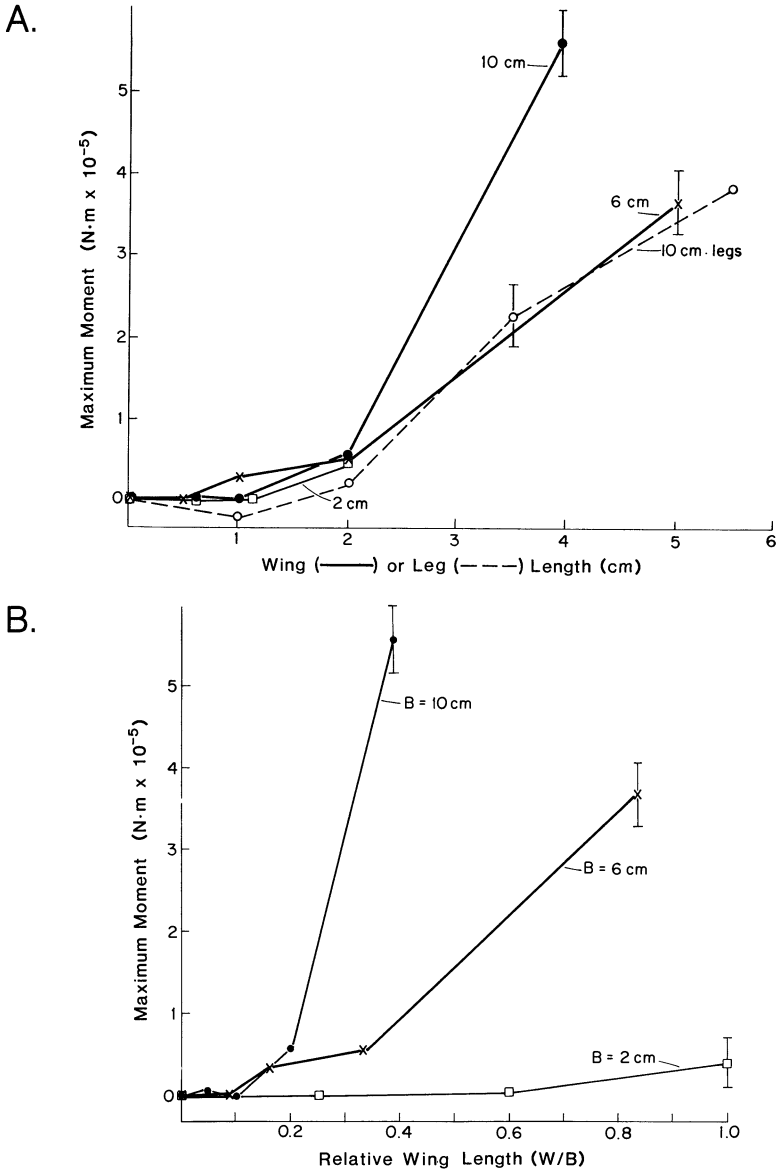 A.
Maximum Moment (N·m x 10⁻⁵)
5
4
3
2
1
0
10 cm
6 cm
10 cm. legs
2 cm
1 2 3 4 5 6
Wing (——) or Leg (– – –) Length (cm)
B.
Maximum Moment (N·m x 10⁻⁵)
5
4
3
2
1
0
B = 10 cm
B = 6 cm
B = 2 cm
0.2 0.4 0.6 0.8 1.0
Relative Wing Length (W/B)